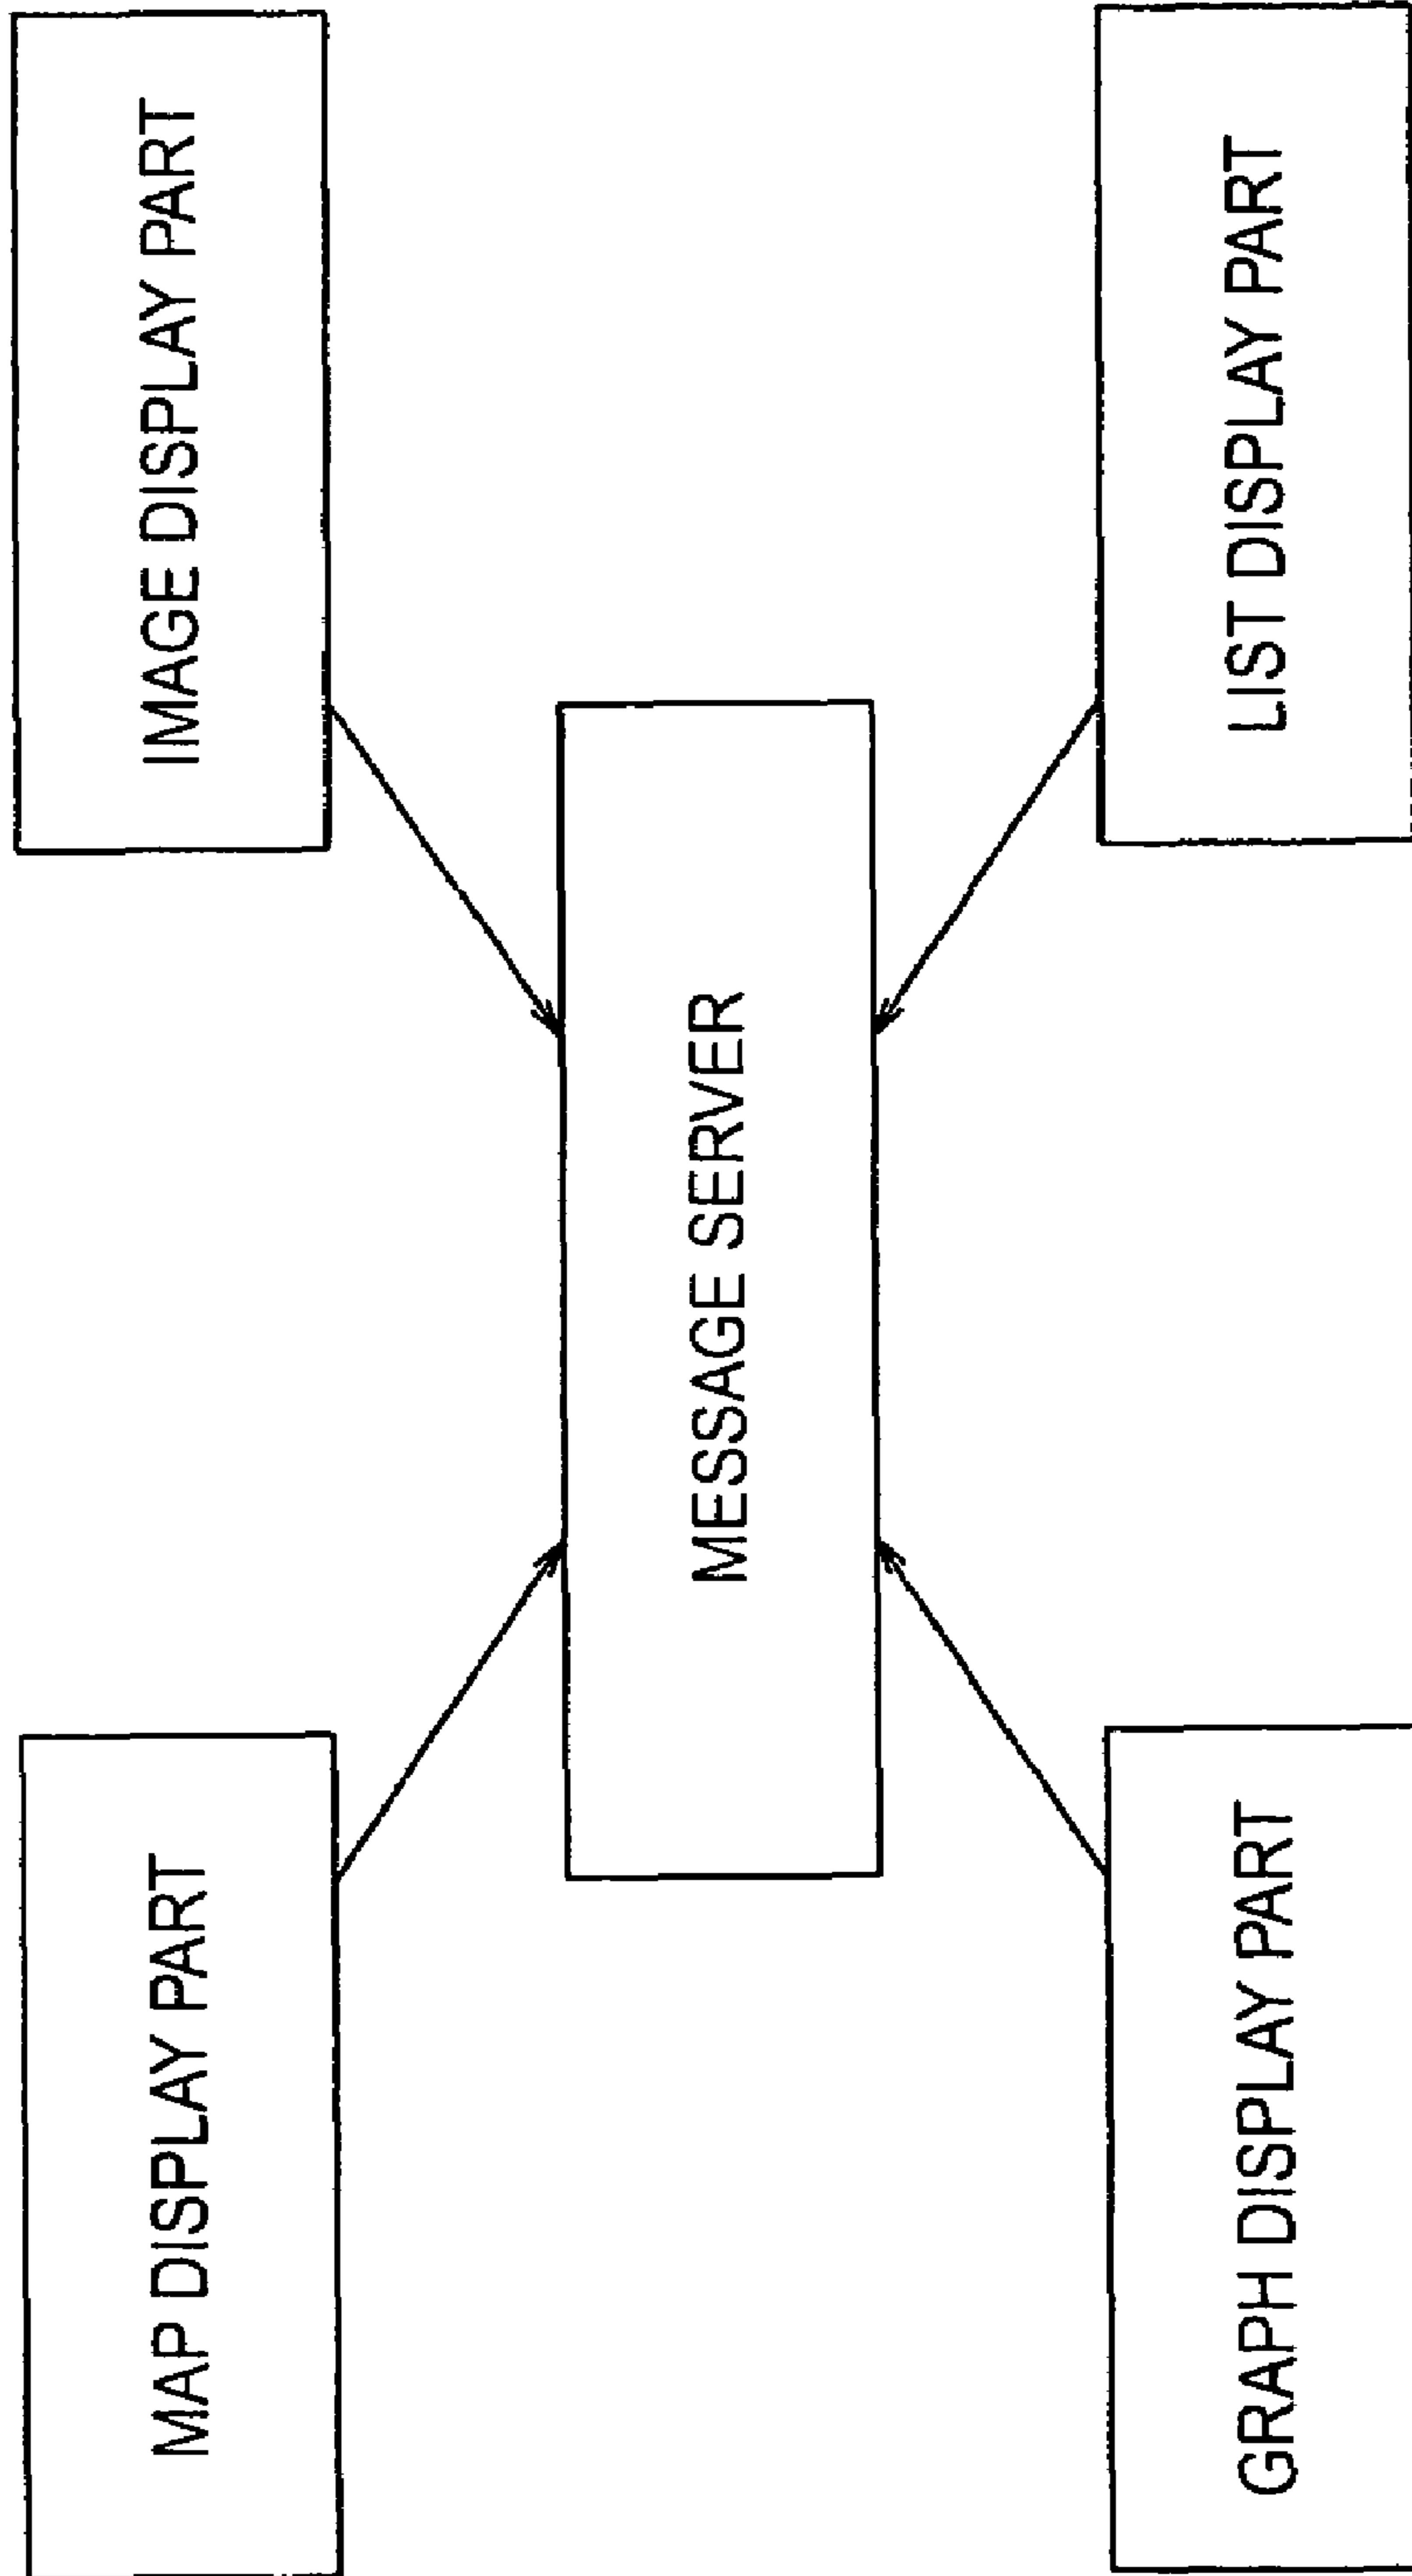 MAP DISPLAY PART
IMAGE DISPLAY PART
MESSAGE SERVER
GRAPH DISPLAY PART
LIST DISPLAY PART